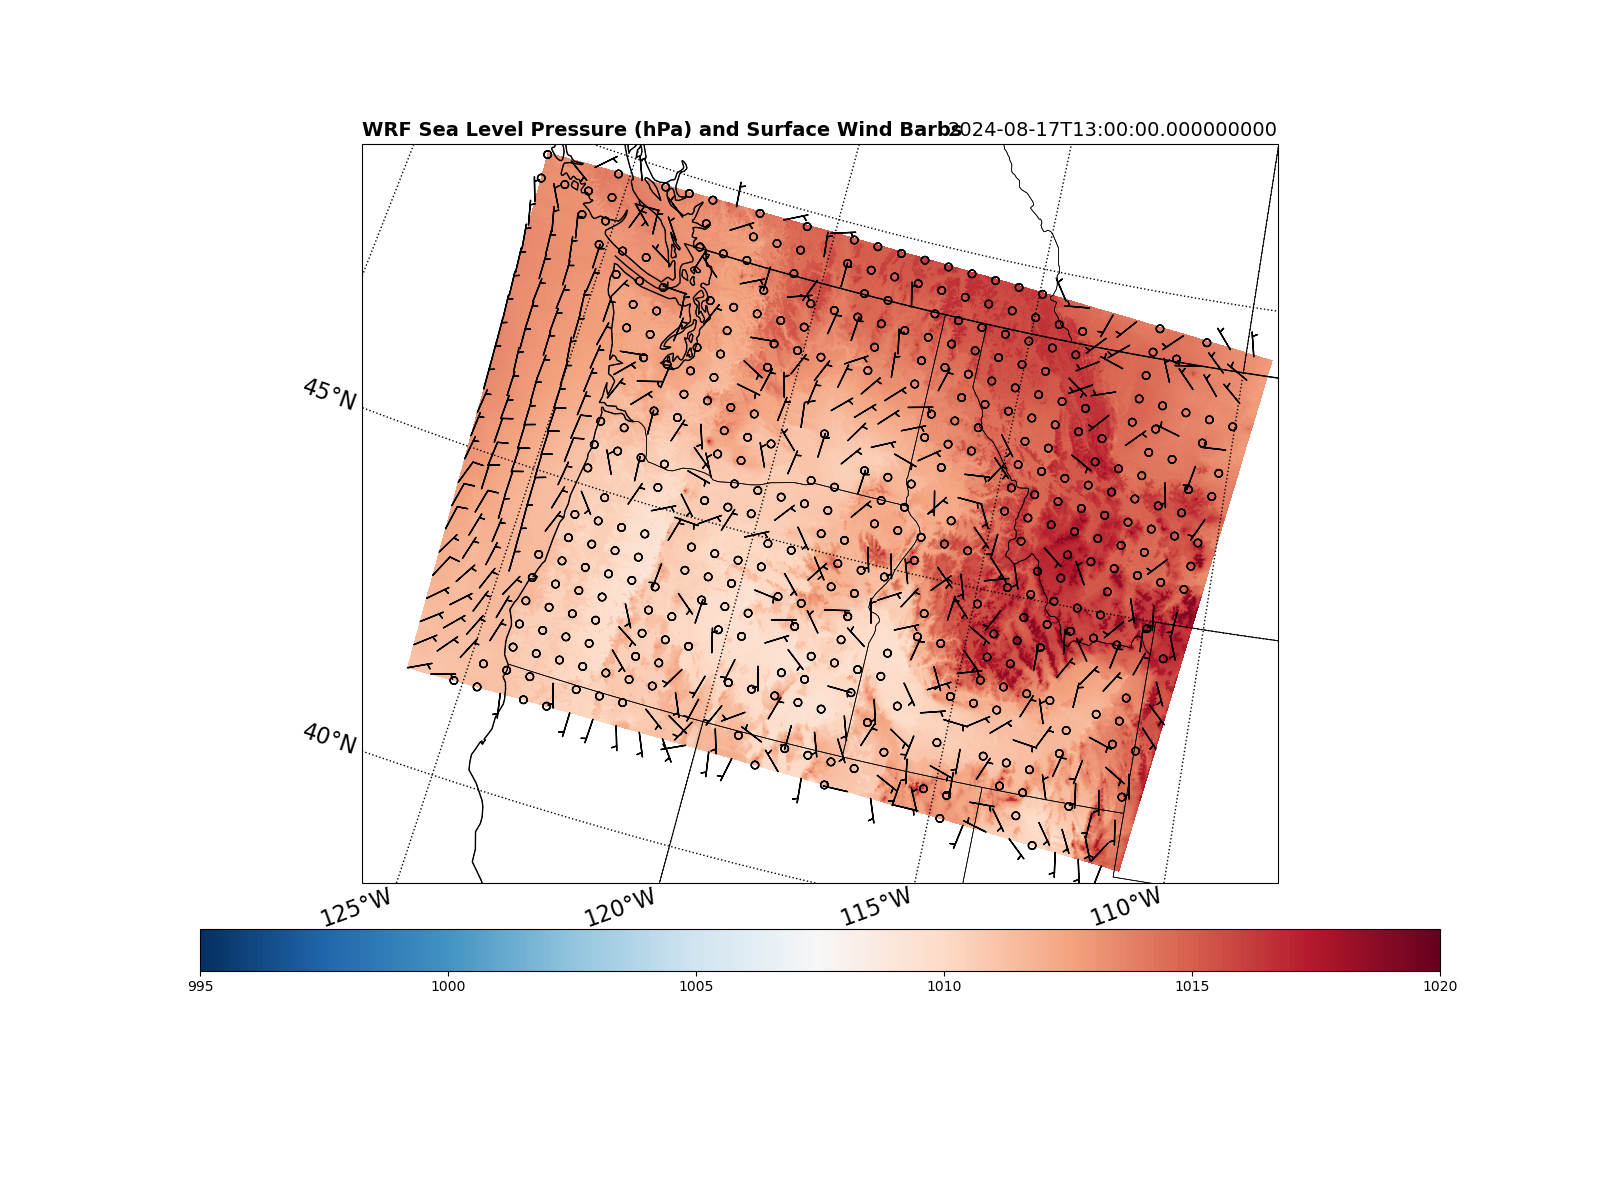 WRF Sea Level Pressure (hPa) and Surface Wind Barbs 2024-08-17T13:00:00.000000000
45°N
40°N
125°W 120°W 115°W 110°W
995 1000 1005 1010 1015 1020